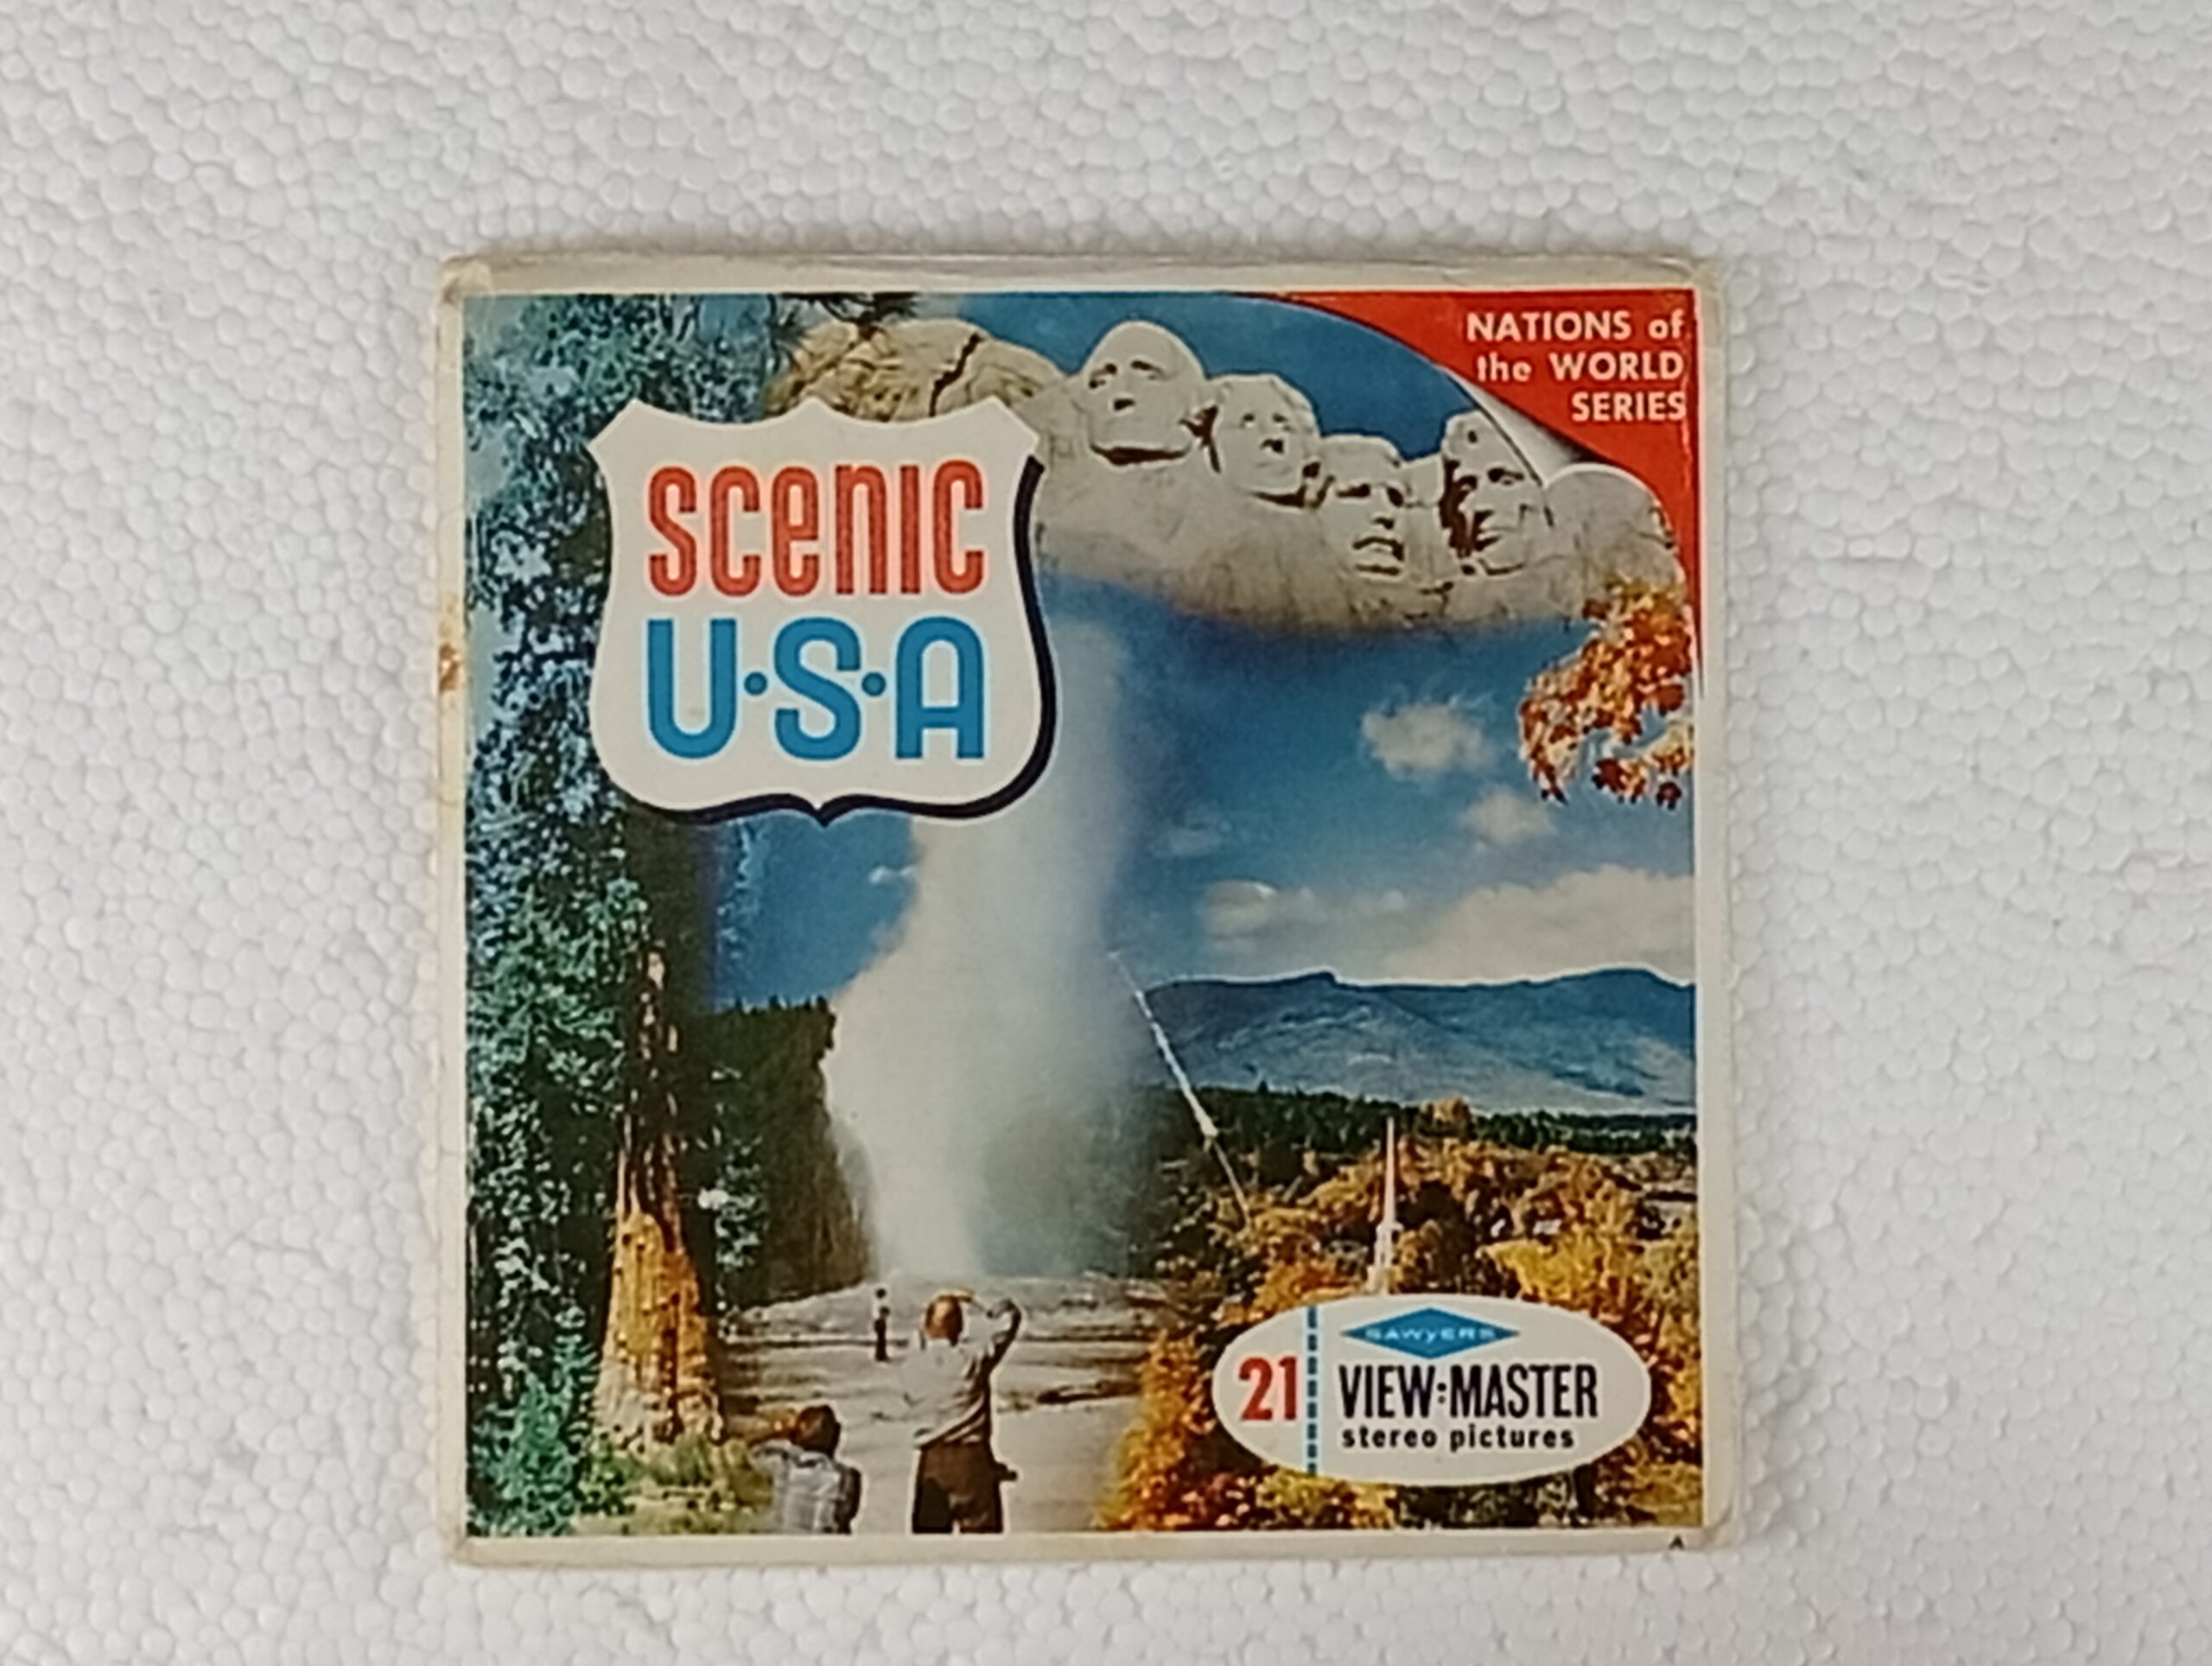 NATIONS of
the WORLD
SERIES
scenic
U·S·A
SAWYERS
21 VIEW-MASTER
stereo pictures
A